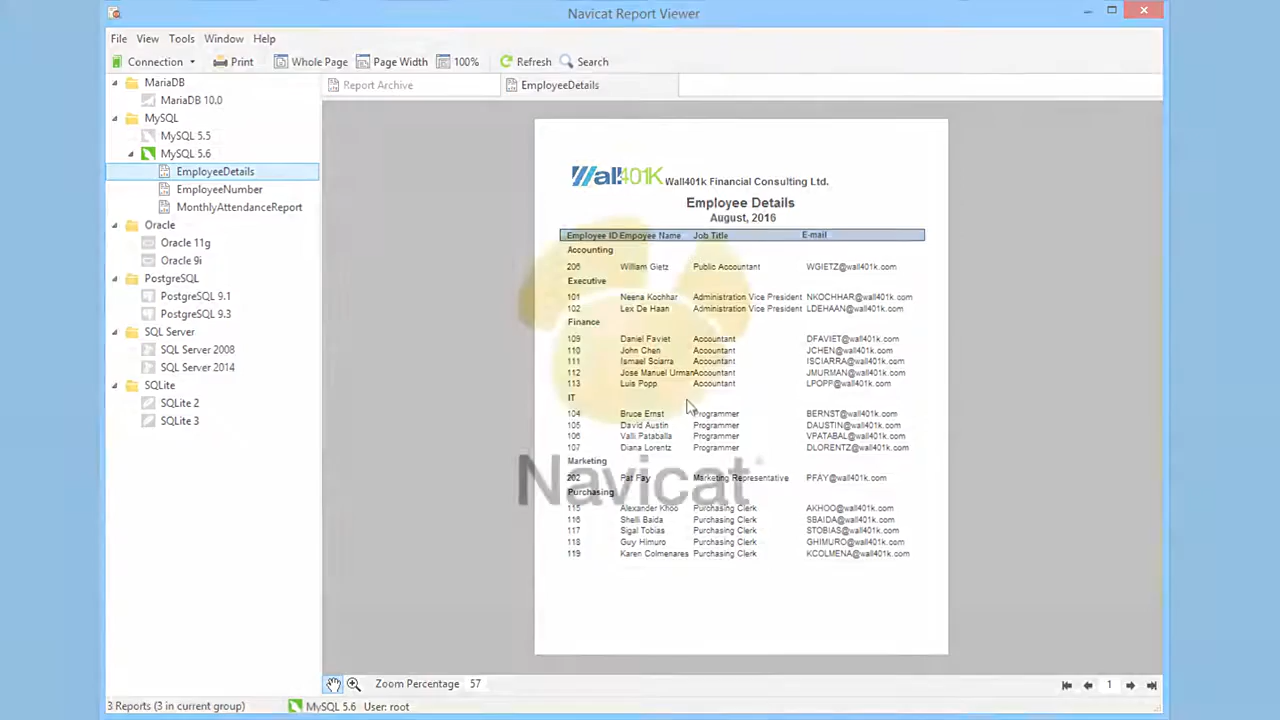 Navicat Report Viewer
File View Tools Window Help
Connection Print Whole Page Page Width 100% Refresh Search
MariaDB
MariaDB 10.0
MySQL
MySQL 5.5
MySQL 5.6
EmployeeDetails
EmployeeNumber
MonthlyAttendanceReport
Oracle
Oracle 11g
Oracle 9i
PostgreSQL
PostgreSQL 9.1
PostgreSQL 9.3
SQL Server
SQL Server 2008
SQL Server 2014
SQLite
SQLite 2
SQLite 3
Report Archive EmployeeDetails
Wall401K Wall401k Financial Consulting Ltd.
Employee Details
August, 2016
Employee ID Empoyee Name Job Title E-mail
Accounting
206 William Gietz Public Accountant WGIETZ@wall401k.com
Executive
101 Neena Kochhar Administration Vice President NKOCHHAR@wall401k.com
102 Lex De Haan Administration Vice President LDEHAAN@wall401k.com
Finance
109 Daniel Faviet Accountant DFAVIET@wall401k.com
110 John Chen Accountant JCHEN@wall401k.com
111 Ismael Sciarra Accountant ISCIARRA@wall401k.com
112 Jose Manuel Urman Accountant JMURMAN@wall401k.com
113 Luis Popp Accountant LPOPP@wall401k.com
IT
104 Bruce Ernst Programmer BERNST@wall401k.com
105 David Austin Programmer DAUSTIN@wall401k.com
106 Valli Pataballa Programmer VPATABAL@wall401k.com
107 Diana Lorentz Programmer DLORENTZ@wall401k.com
Marketing
202 Pat Fay Marketing Representative PFAY@wall401k.com
Purchasing
115 Alexander Khoo Purchasing Clerk AKHOO@wall401k.com
116 Shelli Baida Purchasing Clerk SBAIDA@wall401k.com
117 Sigal Tobias Purchasing Clerk STOBIAS@wall401k.com
118 Guy Himuro Purchasing Clerk GHIMURO@wall401k.com
119 Karen Colmenares Purchasing Clerk KCOLMENA@wall401k.com
Navicat
Zoom Percentage 57 1
3 Reports (3 in current group) MySQL 5.6 User: root